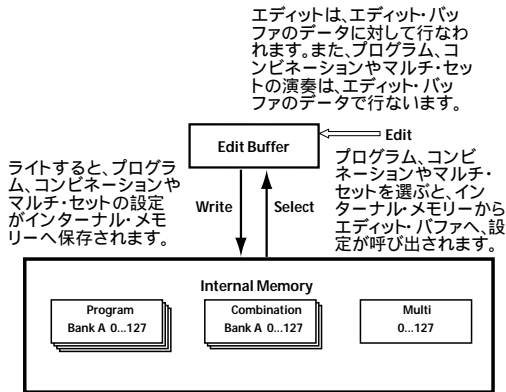 エディットは、エディット・バッ
ファのデータに対して行なわ
れます。また、プログラム、コ
ンビネーションやマルチ・セッ
トの演奏は、エディット・バッ
ファのデータで行ないます。
Edit Buffer
Edit
ライトすると、プログラ
ム、コンビネーションや
マルチ・セットの設定
がインターナル・メモ
リーへ保存されます。
Write
Select
プログラム、コンビ
ネーションやマルチ・
セットを選ぶと、イン
ターナル・メモリーから
エディット・バファへ、設
定が呼び出されます。
Internal Memory
Program
Bank A 0...127
Combination
Bank A 0...127
Multi
0...127